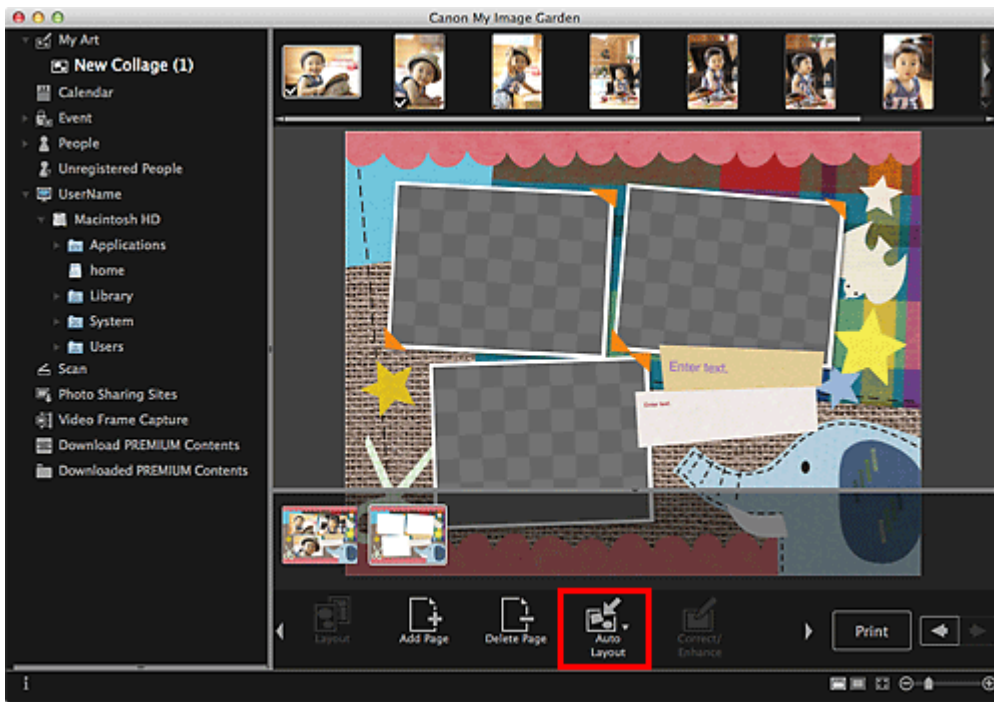 Canon My Image Garden
My Art
New Collage (1)
Calendar
Event
People
Unregistered People
UserName
Macintosh HD
Applications
home
Library
System
Users
Scan
Photo Sharing Sites
Video Frame Capture
Download PREMIUM Contents
Downloaded PREMIUM Contents
Enter text.
Enter text
Layout
Add Page
Delete Page
Auto
Layout
Correct/
Enhance
Print